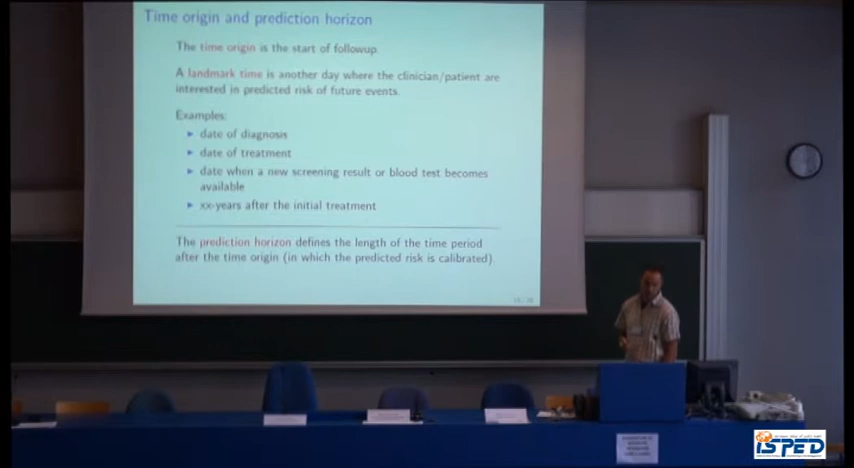 Time origin and prediction horizon
The time origin is the start of followup.
A landmark time is another day where the clinician/patient are
interested in predicted risk of future events.
Examples:
date of diagnosis
date of treatment
date when a new screening result or blood test becomes
available
xx-years after the initial treatment
The prediction horizon defines the length of the time period
after the time origin (in which the predicted risk is calibrated).
ISPED